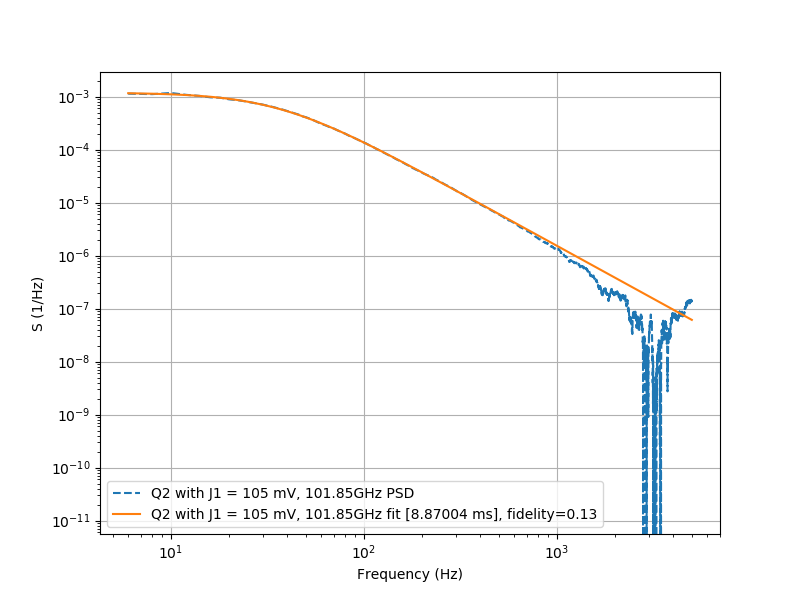 10⁻³
10⁻⁴
10⁻⁵
10⁻⁶
10⁻⁷
10⁻⁸
10⁻⁹
10⁻¹⁰
10⁻¹¹
S (1/Hz)
Q2 with J1 = 105 mV, 101.85GHz PSD
Q2 with J1 = 105 mV, 101.85GHz fit [8.87004 ms], fidelity=0.13
10¹ 10² 10³
Frequency (Hz)